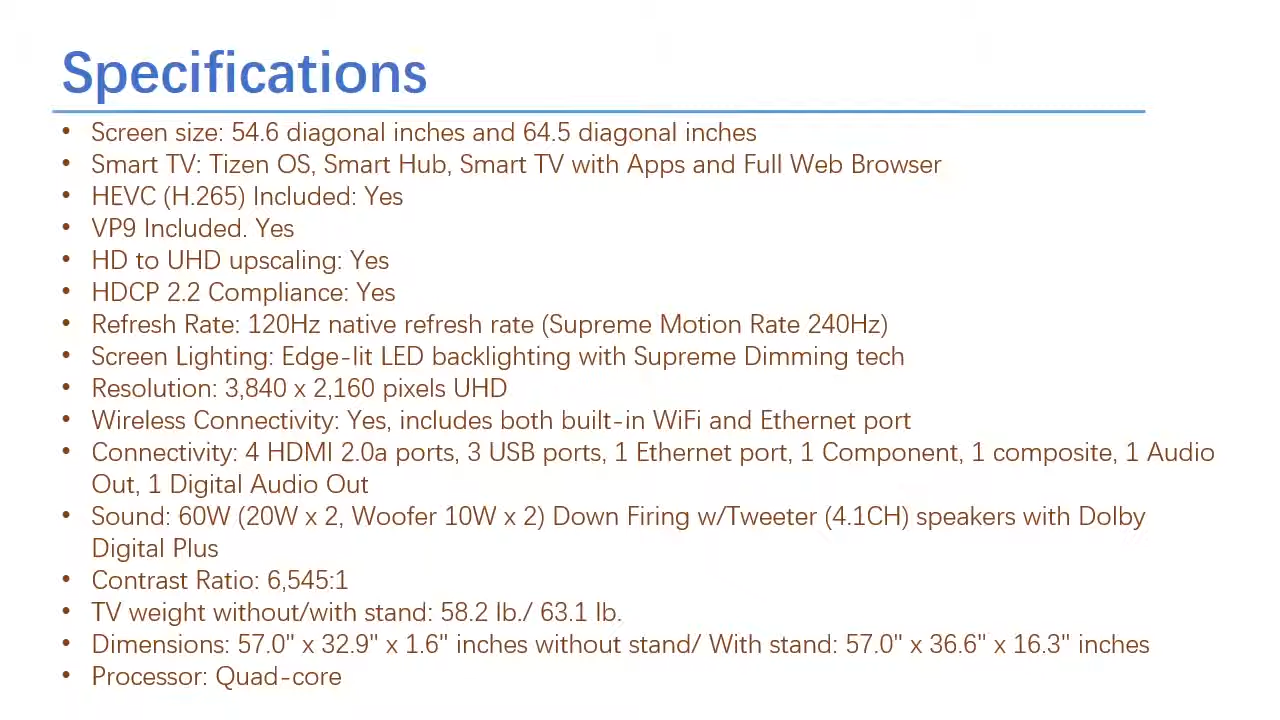 Specifications
• Screen size: 54.6 diagonal inches and 64.5 diagonal inches
• Smart TV: Tizen OS, Smart Hub, Smart TV with Apps and Full Web Browser
• HEVC (H.265) Included: Yes
• VP9 Included. Yes
• HD to UHD upscaling: Yes
• HDCP 2.2 Compliance: Yes
• Refresh Rate: 120Hz native refresh rate (Supreme Motion Rate 240Hz)
• Screen Lighting: Edge-lit LED backlighting with Supreme Dimming tech
• Resolution: 3,840 x 2,160 pixels UHD
• Wireless Connectivity: Yes, includes both built-in WiFi and Ethernet port
• Connectivity: 4 HDMI 2.0a ports, 3 USB ports, 1 Ethernet port, 1 Component, 1 composite, 1 Audio
Out, 1 Digital Audio Out
• Sound: 60W (20W x 2, Woofer 10W x 2) Down Firing w/Tweeter (4.1CH) speakers with Dolby
Digital Plus
• Contrast Ratio: 6,545:1
• TV weight without/with stand: 58.2 lb./ 63.1 lb.
• Dimensions: 57.0" x 32.9" x 1.6" inches without stand/ With stand: 57.0" x 36.6" x 16.3" inches
• Processor: Quad-core